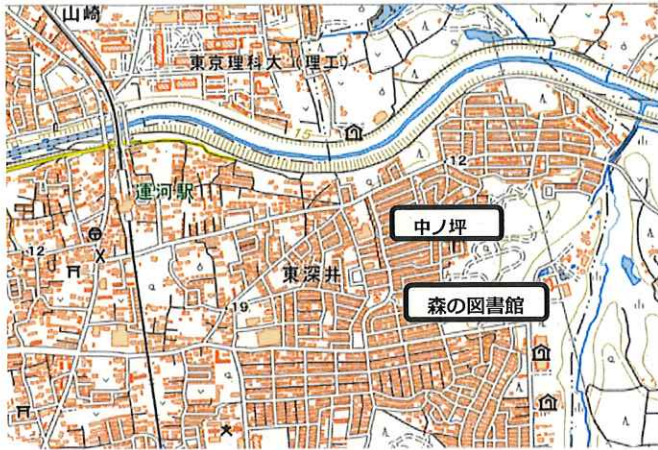 山崎
東京理科大（理工）
15
12
運河駅
中ノ坪
12
東深井
森の図書館
19